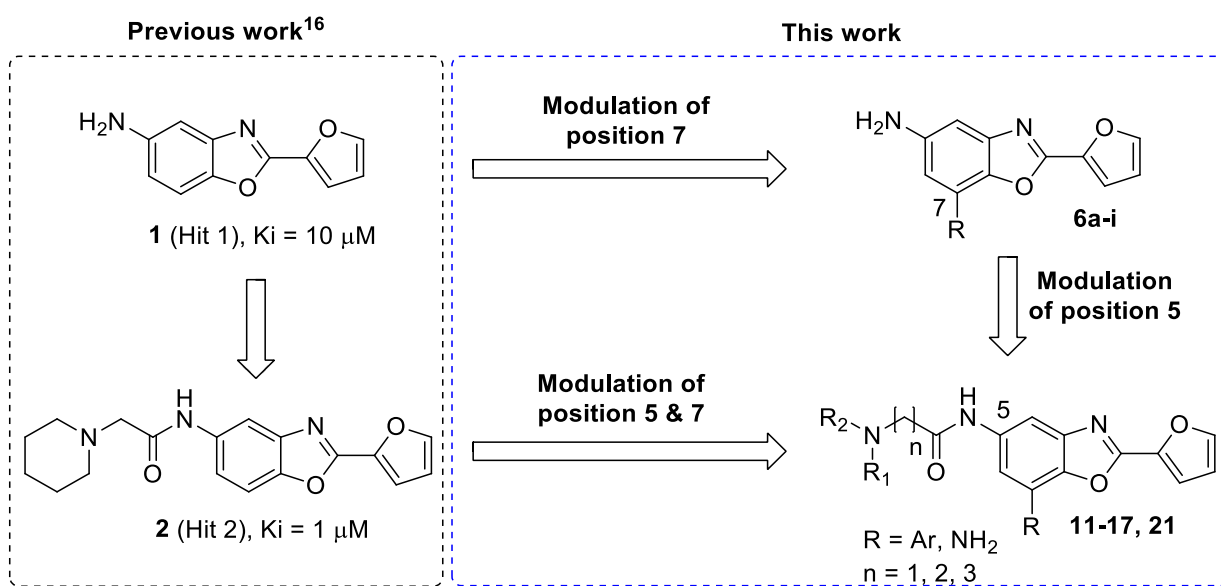 Previous work¹⁶
This work
H₂N
N
O
O
1 (Hit 1), Ki = 10 μM
Modulation of
position 7
H₂N
N
O
O
7
R
6a-i
Modulation
of position 5
N
O
H
N
N
O
O
2 (Hit 2), Ki = 1 μM
Modulation of
position 5 & 7
R₂
N
R₁
n
O
H
N
5
N
O
O
7
R
11-17, 21
R = Ar, NH₂
n = 1, 2, 3